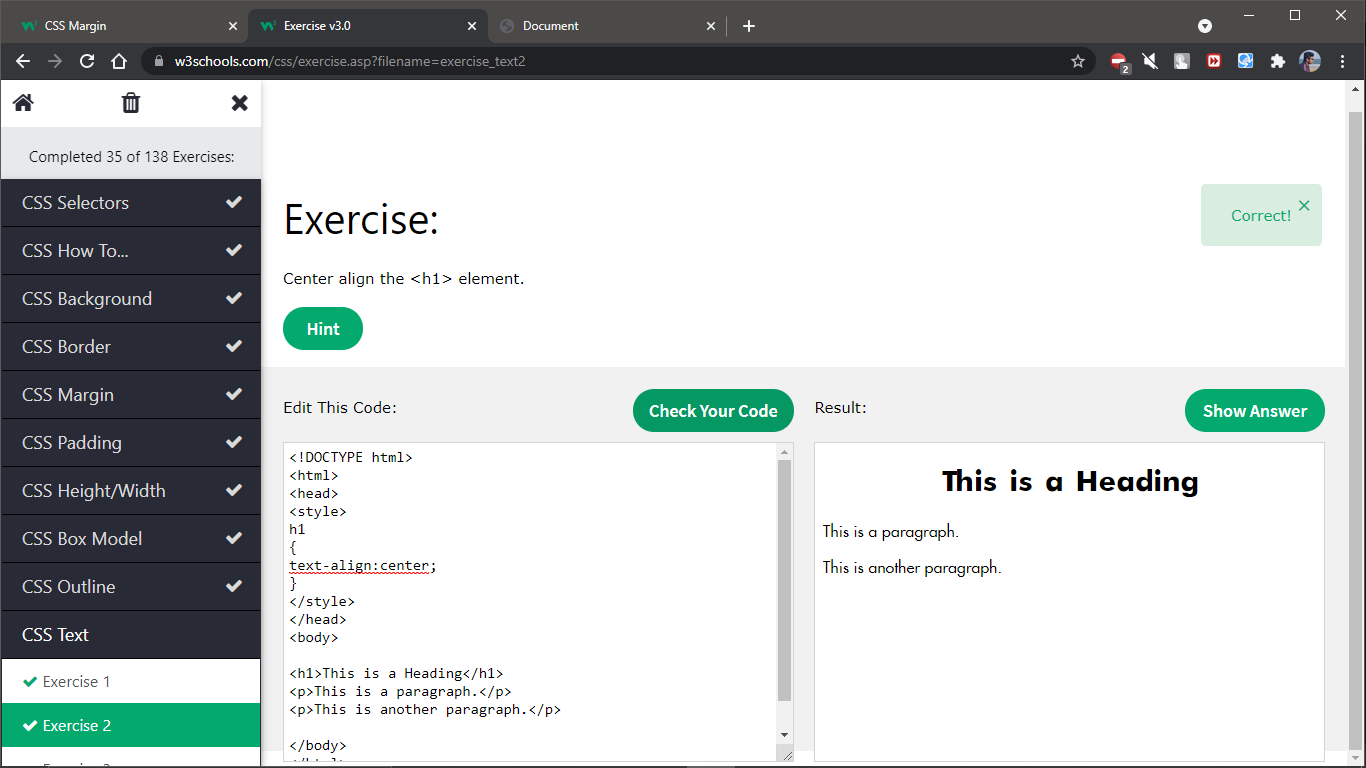 CSS Margin
Exercise v3.0
Document
w3schools.com/css/exercise.asp?filename=exercise_text2
2
Completed 35 of 138 Exercises:
CSS Selectors
CSS How To...
CSS Background
CSS Border
CSS Margin
CSS Padding
CSS Height/Width
CSS Box Model
CSS Outline
CSS Text
Exercise 1
Exercise 2
Exercise:
Correct!
Center align the <h1> element.
Hint
Edit This Code:
Check Your Code
<!DOCTYPE html>
<html>
<head>
<style>
h1
{
text-align:center;
}
</style>
</head>
<body>
<h1>This is a Heading</h1>
<p>This is a paragraph.</p>
<p>This is another paragraph.</p>
</body>
Result:
Show Answer
This is a Heading
This is a paragraph.
This is another paragraph.